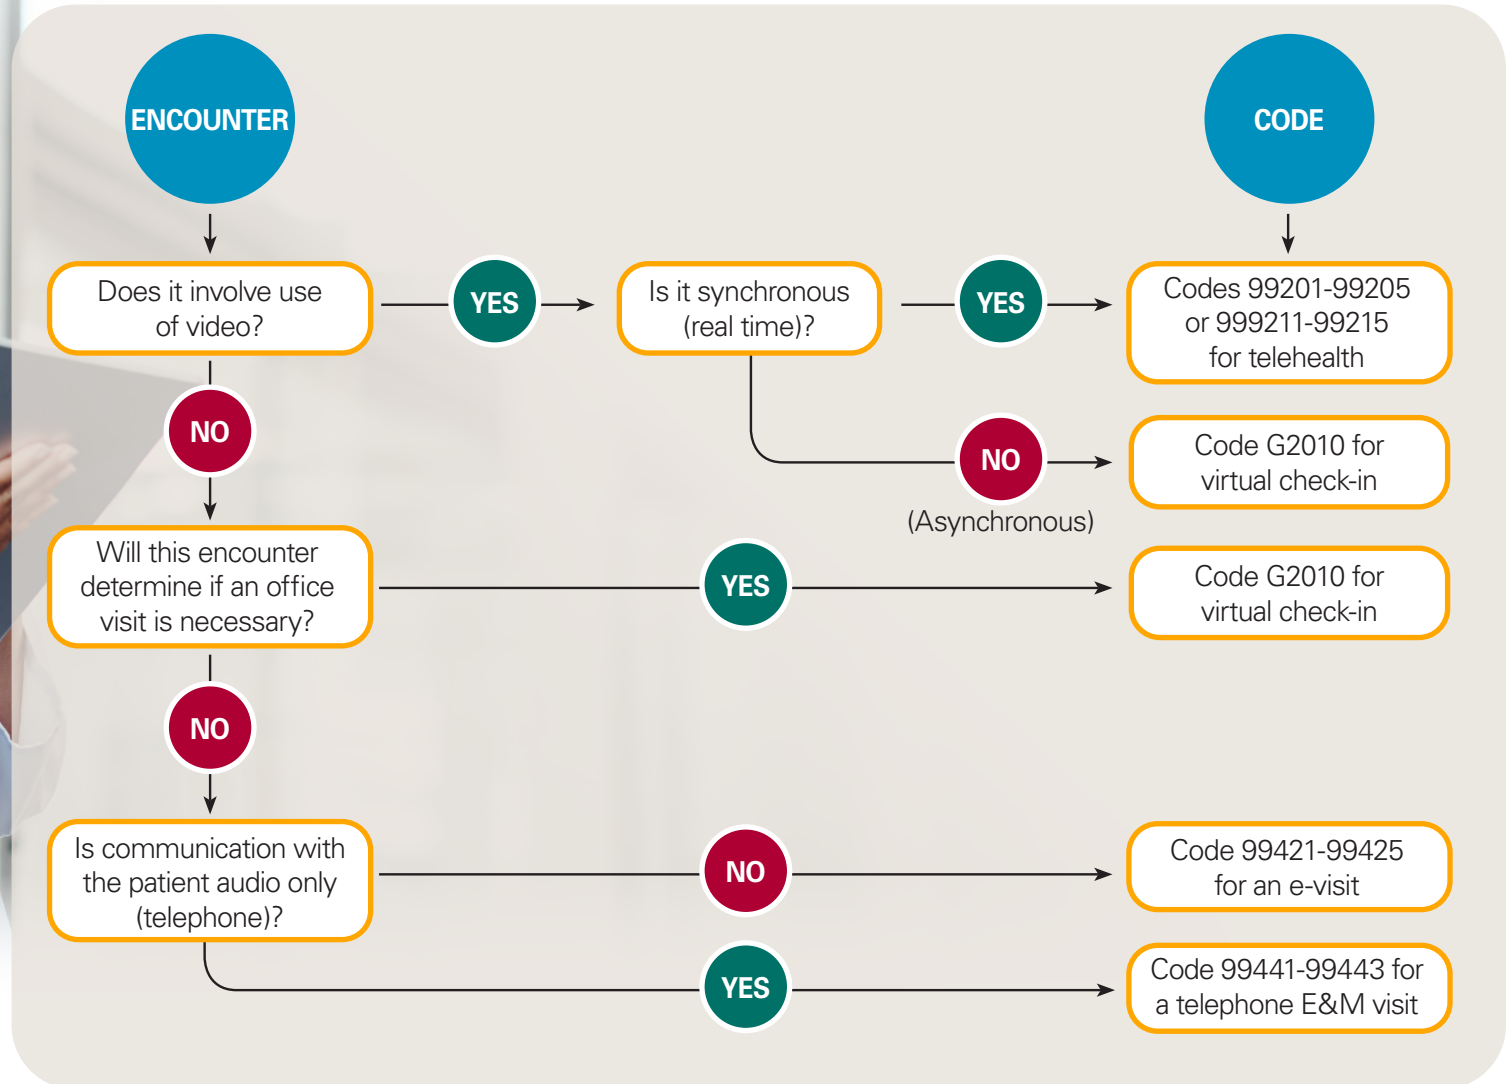 ENCOUNTER
CODE
Does it involve use
of video?
YES
Is it synchronous
(real time)?
YES
Codes 99201-99205
or 999211-99215
for telehealth
NO
NO
(Asynchronous)
Code G2010 for
virtual check-in
Will this encounter
determine if an office
visit is necessary?
YES
Code G2010 for
virtual check-in
NO
Is communication with
the patient audio only
(telephone)?
NO
Code 99421-99425
for an e-visit
YES
Code 99441-99443 for
a telephone E&M visit